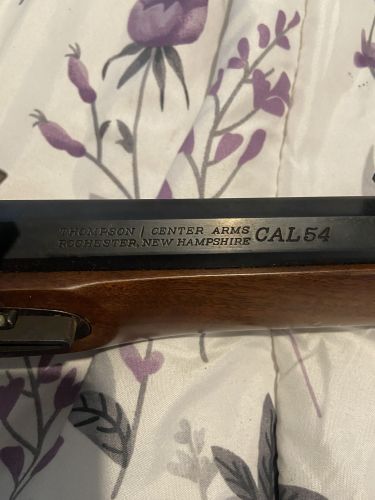 THOMPSON / CENTER ARMS
ROCHESTER, NEW HAMPSHIRE CAL 54